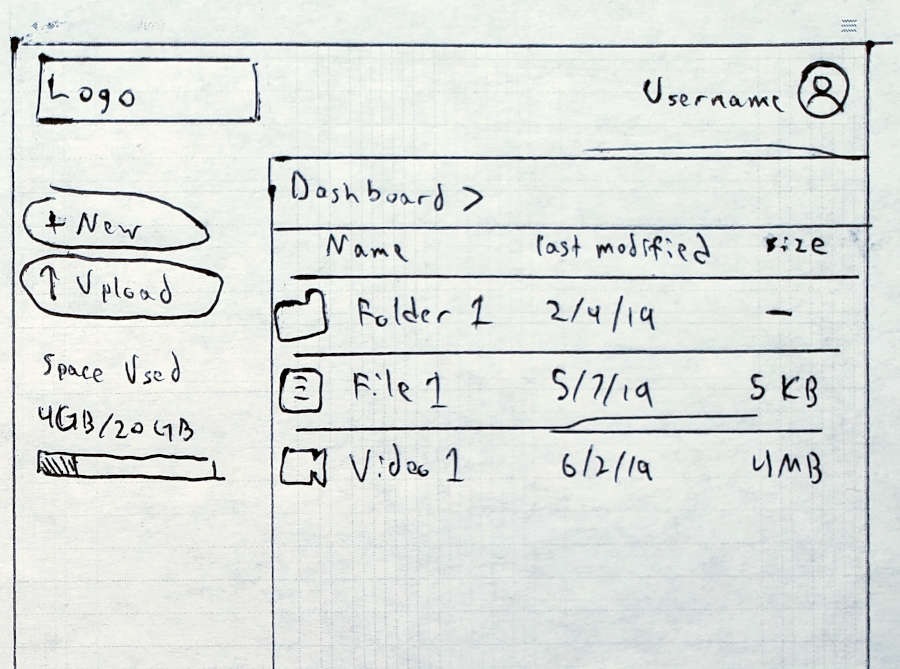 Logo
Username
+ New
↑ Upload
Space Used
4GB/20GB
Dashboard >
Name last modified size
Folder 1 2/4/19 –
File 1 5/7/19 5 KB
Video 1 6/2/19 4MB